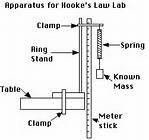 Apparatus for Hooke's Law Lab
Clamp
Ring
Stand
Spring
Known
Mass
Table
Clamp
Meter
stick